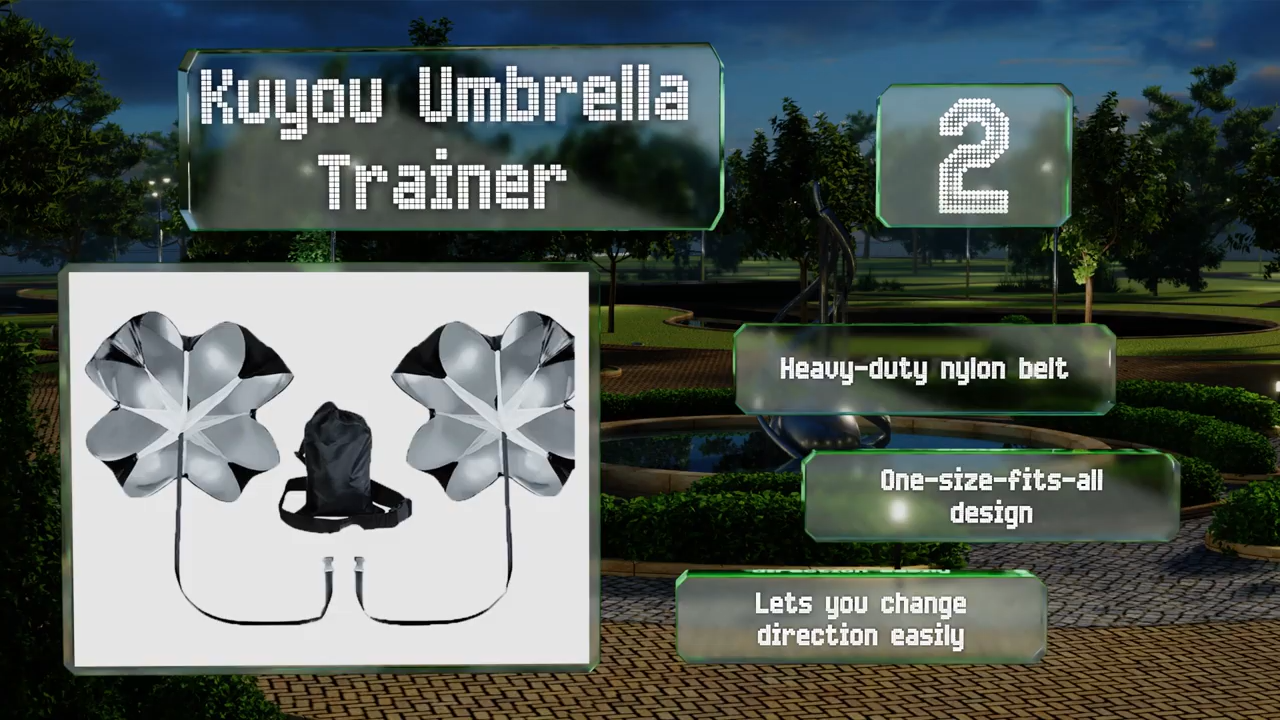 Kuyou Umbrella
Trainer
2
Heavy-duty nylon belt
One-size-fits-all
design
Lets you change
direction easily